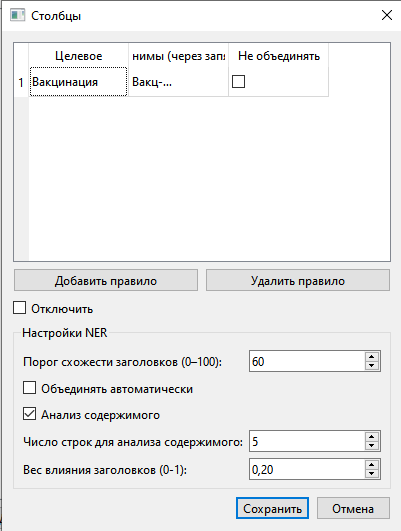 Столбцы
Целевое нимы (через запя Не объединять
1 Вакцинация Вакц-...
Добавить правило Удалить правило
Отключить
Настройки NER
Порог схожести заголовков (0–100): 60
Объединять автоматически
Анализ содержимого
Число строк для анализа содержимого: 5
Вес влияния заголовков (0-1): 0,20
Сохранить Отмена